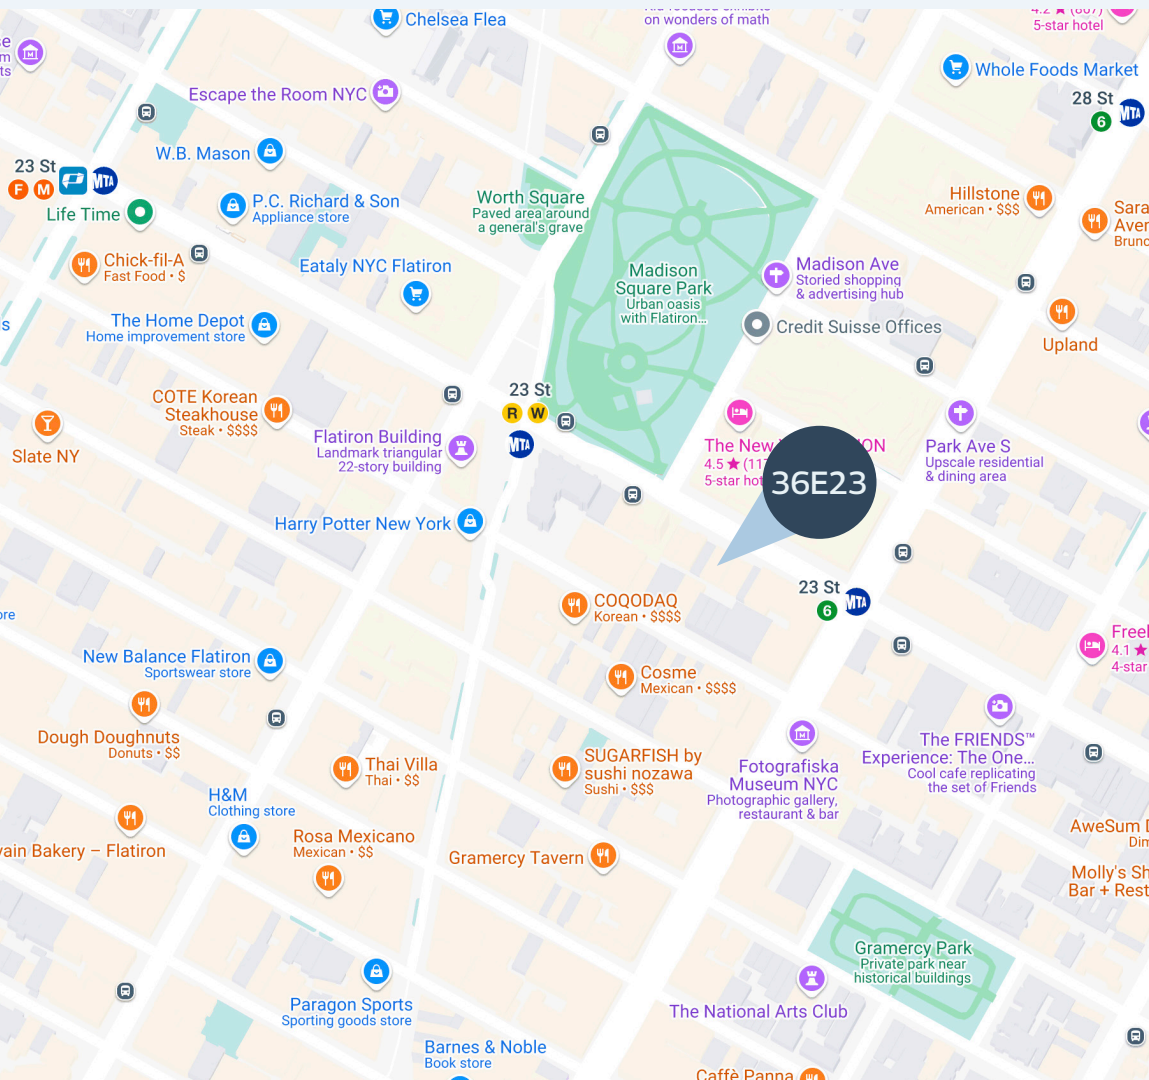 Chelsea Flea
on wonders of math
5-star hotel
Whole Foods Market
28 St
6
MTA
Escape the Room NYC
W.B. Mason
23 St
F M
MTA
Life Time
P.C. Richard & Son
Appliance store
Worth Square
Paved area around
a general's grave
Hillstone
American • $$$
Chick-fil-A
Fast Food • $
Eataly NYC Flatiron
Madison
Square Park
Urban oasis
with Flatiron...
Madison Ave
Storied shopping
& advertising hub
The Home Depot
Home improvement store
Credit Suisse Offices
Upland
COTE Korean
Steakhouse
Steak • $$$$
23 St
R W
MTA
Slate NY
Flatiron Building
Landmark triangular
22-story building
The New
4.5 ★
5-star
36E23
Park Ave S
Upscale residential
& dining area
Harry Potter New York
23 St
6
MTA
COQODAQ
Korean • $$$$
New Balance Flatiron
Sportswear store
Cosme
Mexican • $$$$
4.1 ★
4-star
Dough Doughnuts
Donuts • $$
The FRIENDS™
Experience: The One...
Cool cafe replicating
the set of Friends
Thai Villa
Thai • $$
SUGARFISH by
sushi nozawa
Sushi • $$$
Fotografiska
Museum NYC
Photographic gallery,
restaurant & bar
H&M
Clothing store
Bakery – Flatiron
Rosa Mexicano
Mexican • $$
Gramercy Tavern
AweSum
Molly's
Bar + Rest
Gramercy Park
Private park near
historical buildings
The National Arts Club
Paragon Sports
Sporting goods store
Barnes & Noble
Book store
Caffè Panna